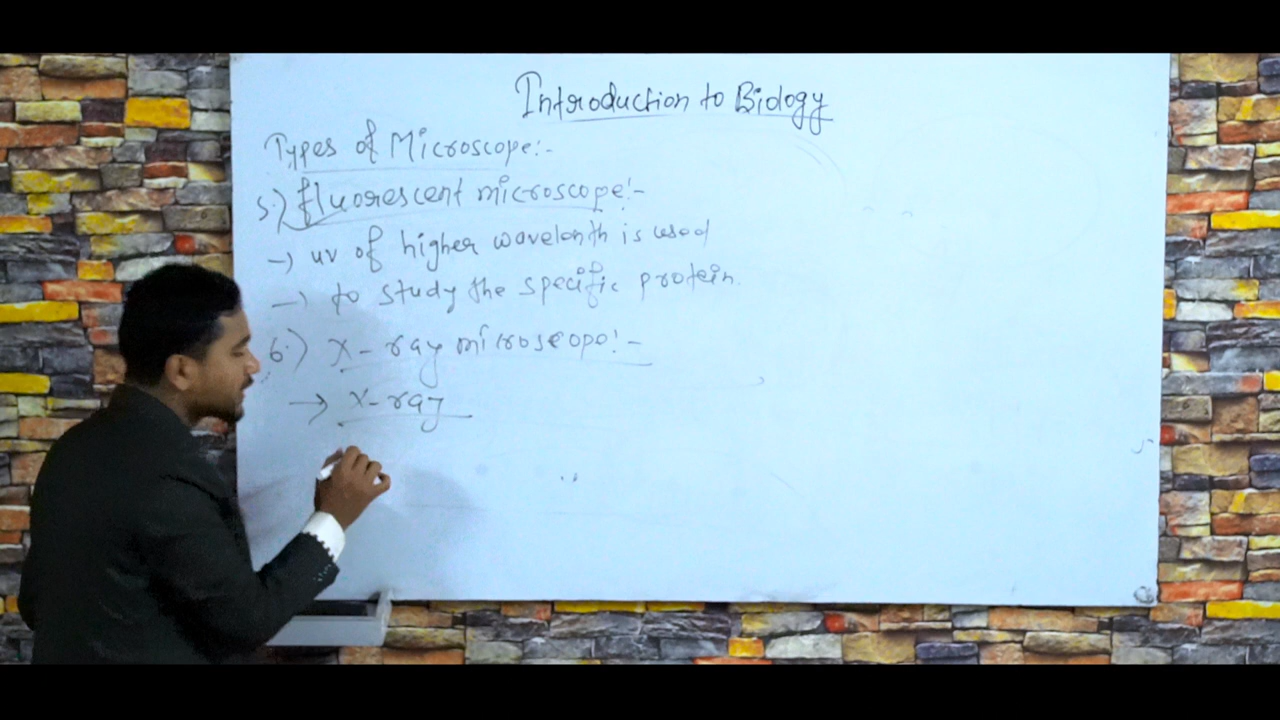 Introduction to Biology
Types of Microscope:-
5.) fluorescent microscope:-
→ uv of higher wavelenth is used
→ to study the specific protein.
6.) X-ray microscope:-
→ X-ray